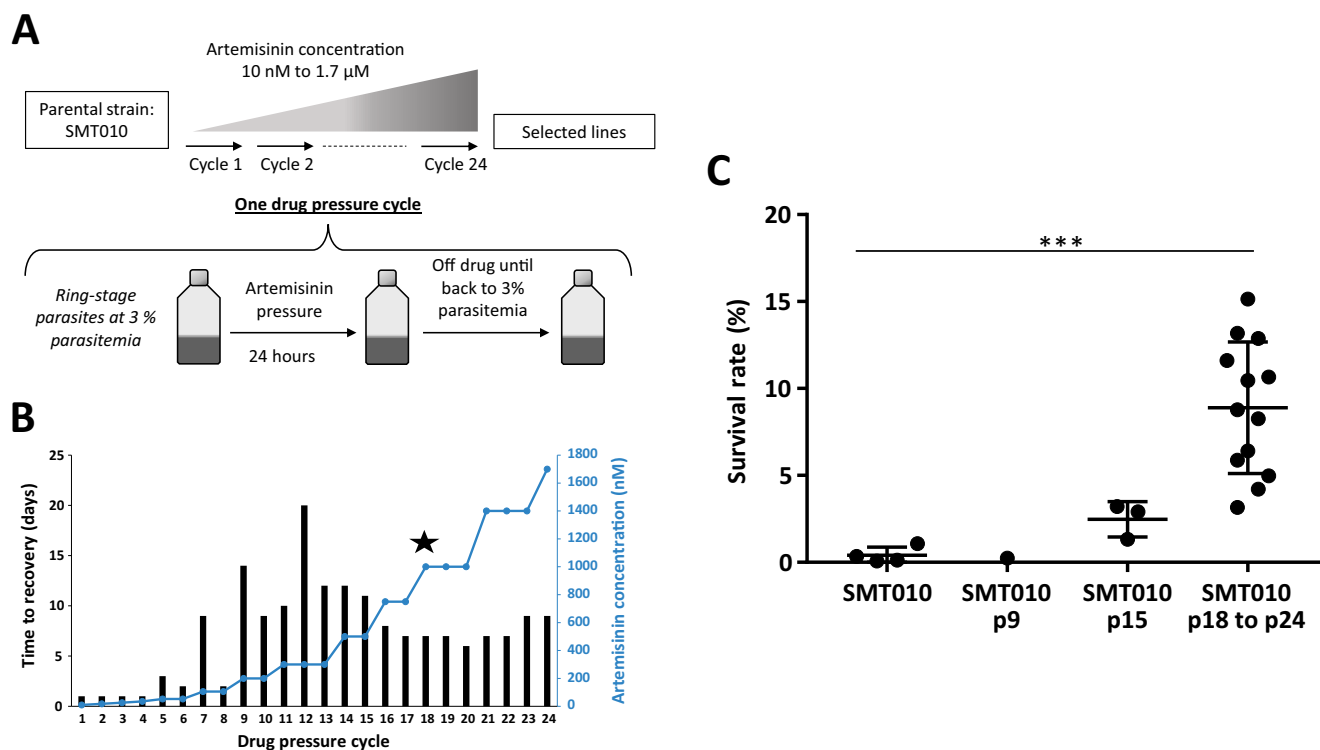 A
Artemisinin concentration
10 nM to 1.7 µM
Parental strain:
SMT010
Selected lines
Cycle 1
Cycle 2
Cycle 24
One drug pressure cycle
Ring-stage
parasites at 3 %
parasitemia
Artemisinin
pressure
24 hours
Off drug until
back to 3%
parasitemia
B
Time to recovery (days)
25
20
15
10
5
0
1 2 3 4 5 6 7 8 9 10 11 12 13 14 15 16 17 18 19 20 21 22 23 24
Drug pressure cycle
1800
1600
1400
1200
1000
800
600
400
200
0
Artemisinin concentration (nM)
C
Survival rate (%)
20
15
10
5
0
***
SMT010 SMT010 SMT010 SMT010
p9 p15 p18 to p24